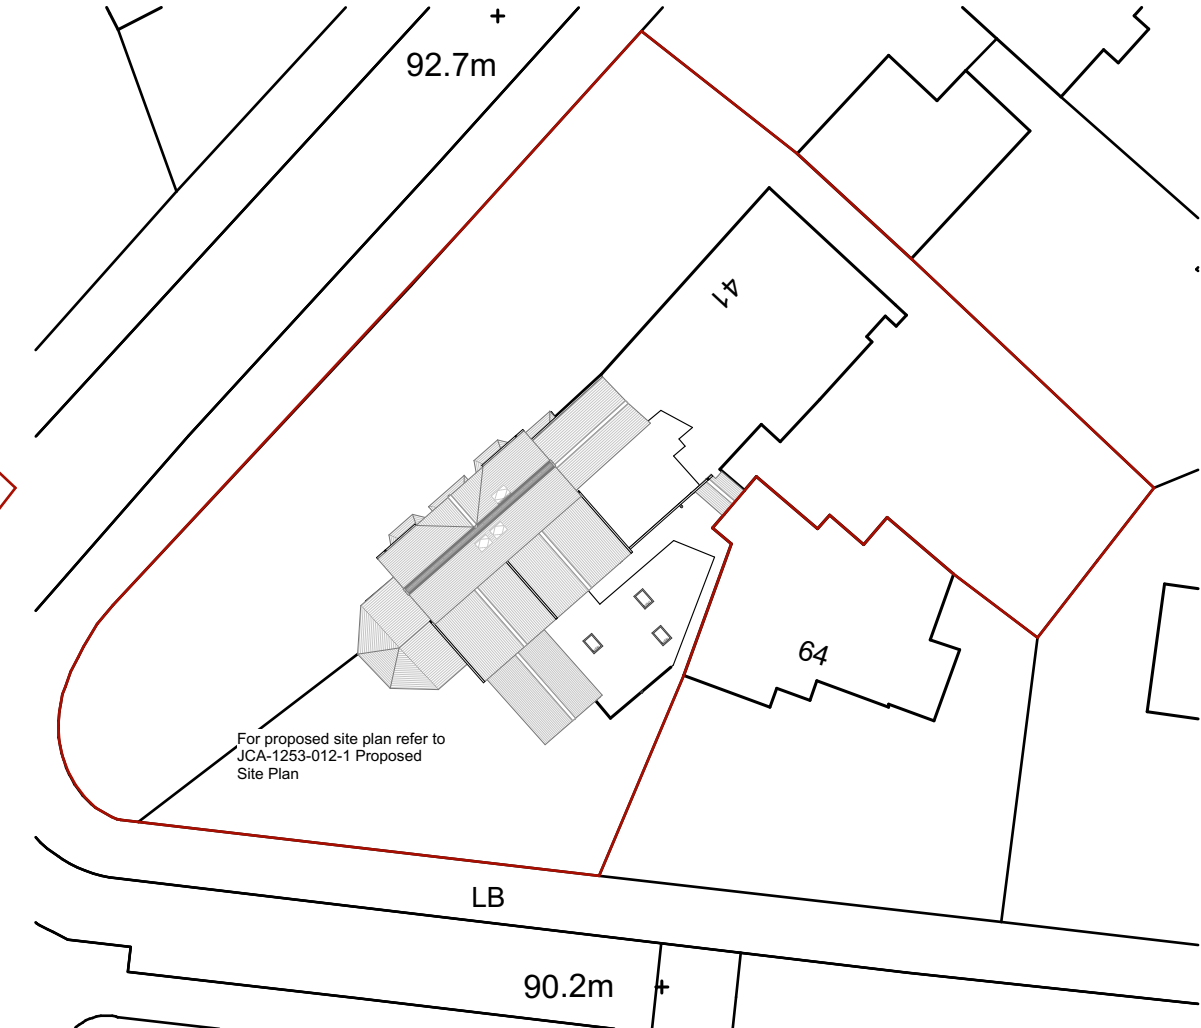 92.7m
41
64
For proposed site plan refer to
JCA-1253-012-1 Proposed
Site Plan
LB
90.2m